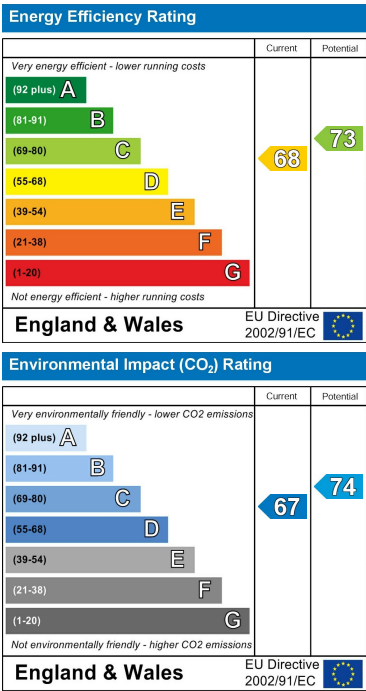 Energy Efficiency Rating
Current Potential
Very energy efficient - lower running costs
(92 plus) A
(81-91) B
(69-80) C
(55-68) D
(39-54) E
(21-38) F
(1-20) G
68
73
Not energy efficient - higher running costs
England & Wales
EU Directive
2002/91/EC
Environmental Impact (CO₂) Rating
Current Potential
Very environmentally friendly - lower CO2 emissions
(92 plus) A
(81-91) B
(69-80) C
(55-68) D
(39-54) E
(21-38) F
(1-20) G
67
74
Not environmentally friendly - higher CO2 emissions
England & Wales
EU Directive
2002/91/EC